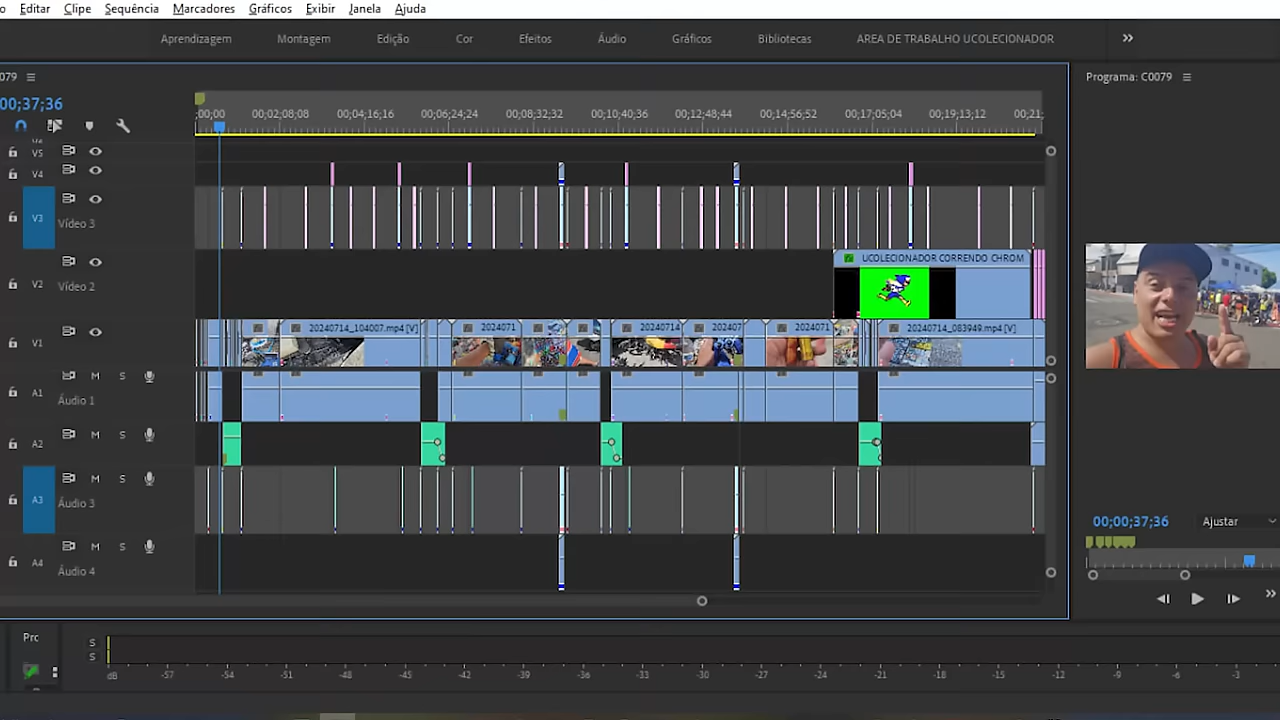 o Editar Clipe Sequência Marcadores Gráficos Exibir Janela Ajuda
Aprendizagem Montagem Edição Cor Efeitos Áudio Gráficos Bibliotecas AREA DE TRABALHO UCOLECIONADOR
079
Programa: C0079
00;37;36
;00;00 00;02;08;08 00;04;16;16 00;06;24;24 00;08;32;32 00;10;40;36 00;12;48;44 00;14;56;52 00;17;05;04 00;19;13;12 00;21;
V5
V4
V3
Vídeo 3
UCOLECIONADOR CORRENDO CHROM
V2
Vídeo 2
20240714_104007.mp4 [V] 2024071 20240714 202407 2024071 20240714_083949.mp4 [V]
V1
M S
A1
Áudio 1
A2 M S
M S
A3
Áudio 3
00;00;37;36 Ajustar
M S
A4
Áudio 4
Prc
S
S
dB -57 -54 -51 -48 -45 -42 -39 -36 -33 -30 -27 -24 -21 -18 -15 -12 -9 -6 -3